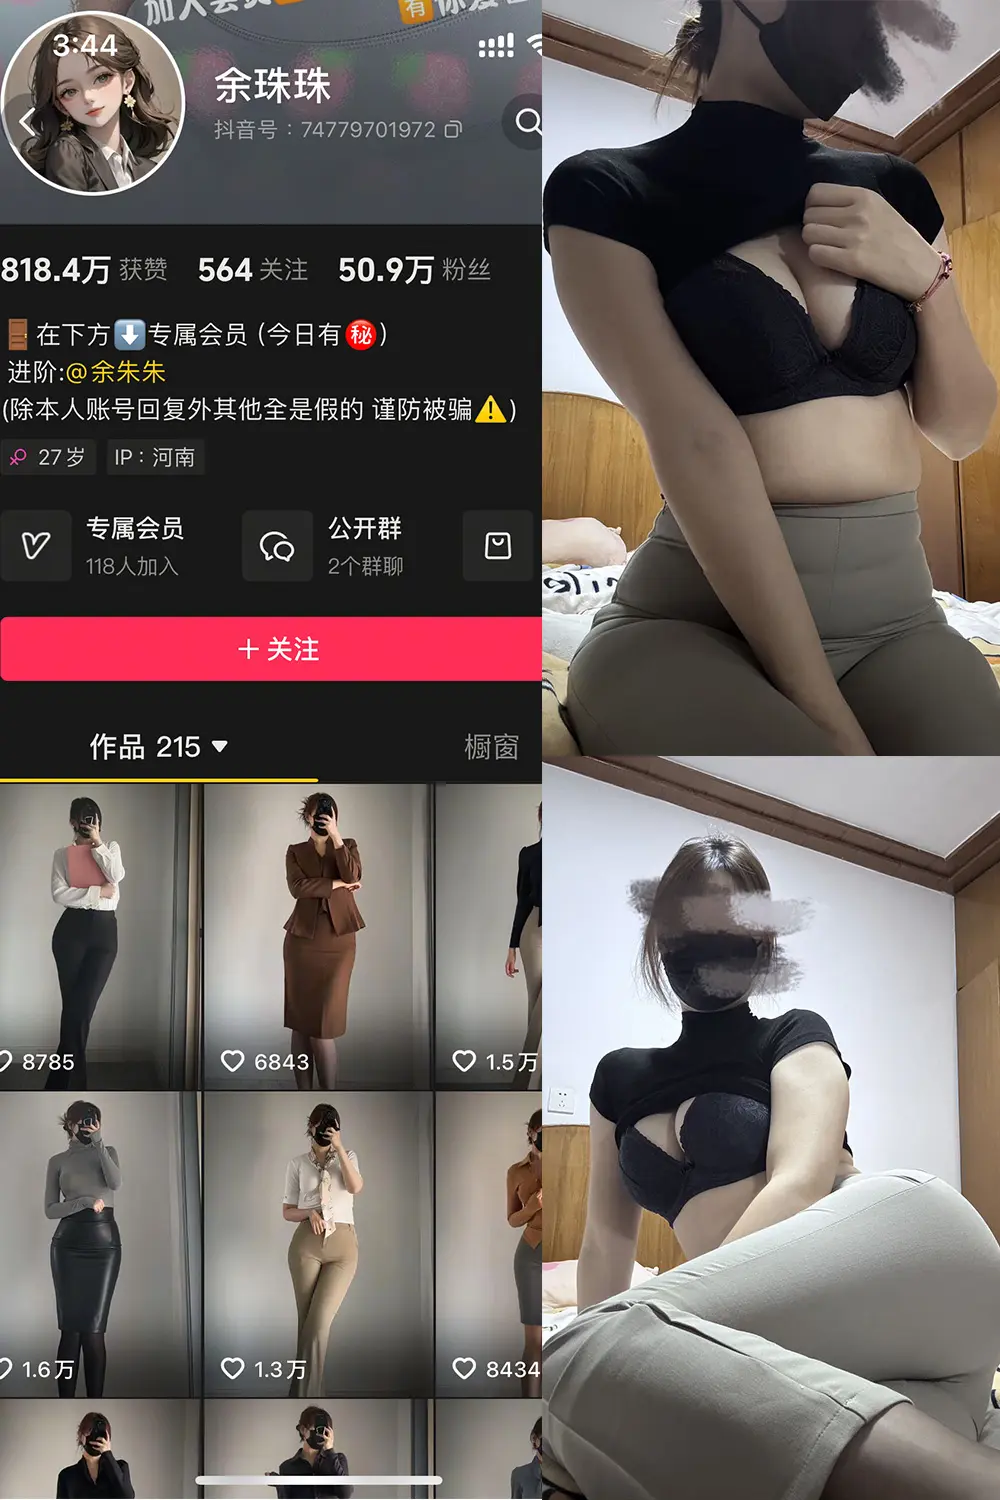 加入会员
有
3:44
余珠珠
抖音号：74779701972
818.4万 获赞 564 关注 50.9万 粉丝
在下方⬇️专属会员 (今日有㊙️)
进阶:@余朱朱
(除本人账号回复外其他全是假的 谨防被骗⚠️)
27岁 IP：河南
专属会员 公开群
118人加入 2个群聊
+ 关注
作品 215 橱窗
8785 6843 1.5万
1.6万 1.3万 8434